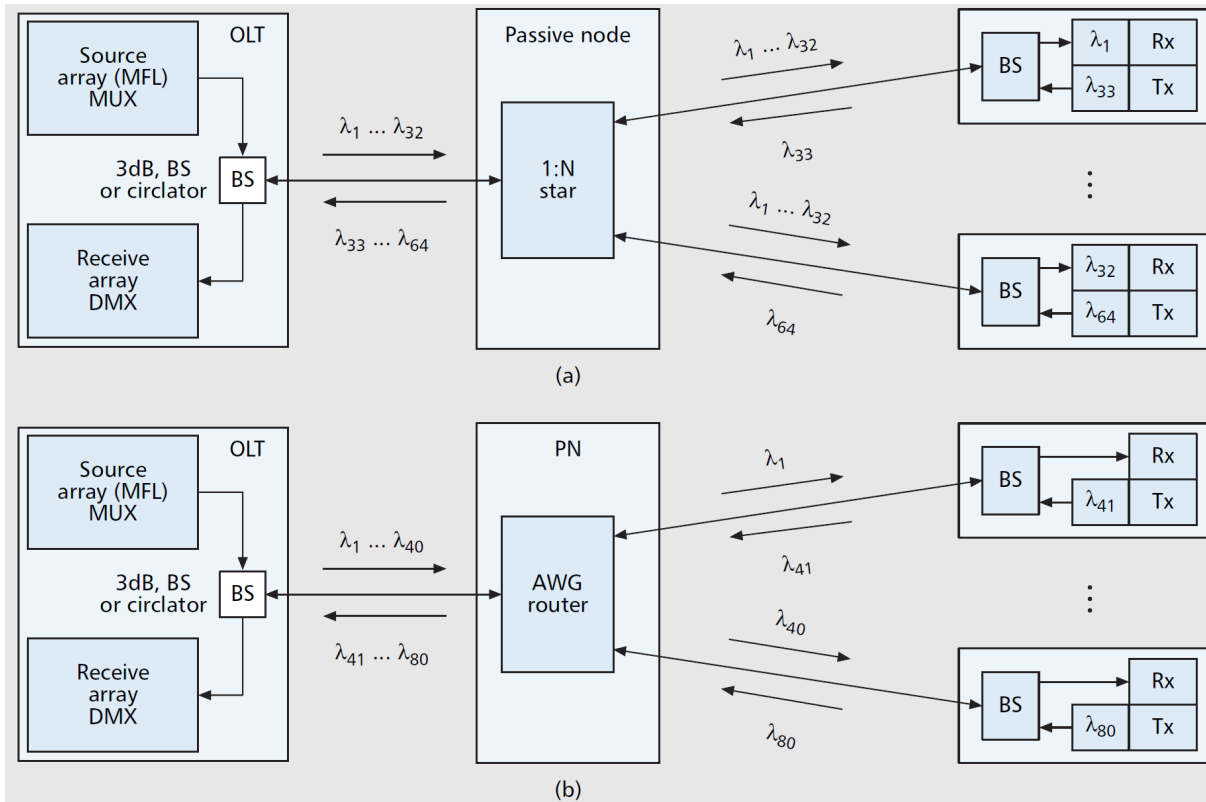 OLT
Source
array (MFL)
MUX
3dB, BS
or circlator
BS
Receive
array
DMX
λ1 ... λ32
λ33 ... λ64
Passive node
1:N
star
λ1 ... λ32
λ33
λ1 ... λ32
λ64
BS
λ1 Rx
λ33 Tx
BS
λ32 Rx
λ64 Tx
(a)
OLT
Source
array (MFL)
MUX
3dB, BS
or circlator
BS
Receive
array
DMX
λ1 ... λ40
λ41 ... λ80
PN
AWG
router
λ1
λ41
λ40
λ80
BS
Rx
λ41 Tx
BS
Rx
λ80 Tx
(b)